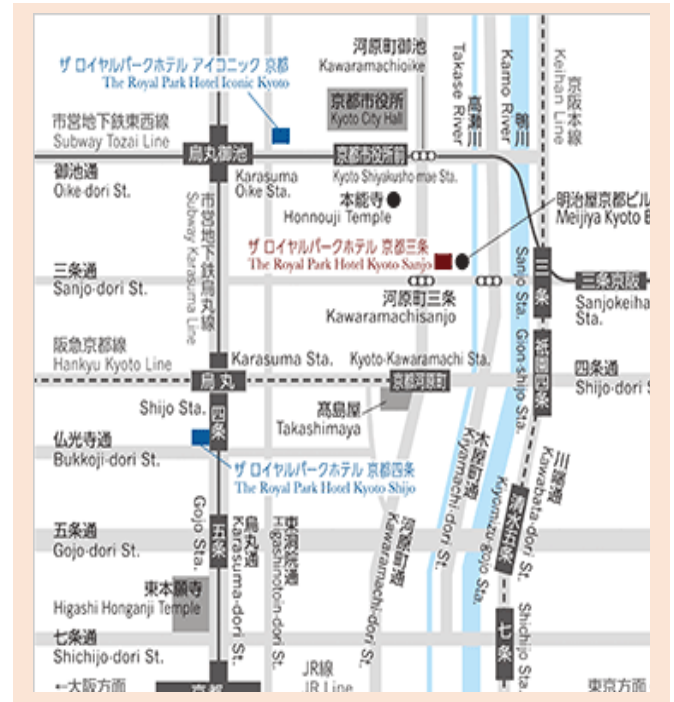 ザ ロイヤルパークホテル アイコニック 京都
The Royal Park Hotel Iconic Kyoto
河原町御池
Kawaramachioike
高瀬川
Takase River
鴨川
Kamo River
京阪本線
Keihan Line
京都市役所
Kyoto City Hall
市営地下鉄東西線
Subway Tozai Line
烏丸御池
Karasuma
Oike Sta.
京都市役所前
Kyoto Shiyakusho-mae Sta.
御池通
Oike-dori St.
市営地下鉄烏丸線
Subway Karasuma Line
本能寺
Honnouji Temple
明治屋京都ビル
Meijiya Kyoto B
ザ ロイヤルパークホテル 京都三条
The Royal Park Hotel Kyoto Sanjo
三条通
Sanjo-dori St.
河原町三条
Kawaramachisanjo
三条
Sanjo Sta.
三条京阪
Sanjokeiha
Sta.
阪急京都線
Hankyu Kyoto Line
Karasuma Sta.
烏丸
Kyoto-Kawaramachi Sta.
京都河原町
祇園四条
Gion-shijo Sta.
四条通
Shijo-dori St.
Shijo Sta.
四条
髙島屋
Takashimaya
仏光寺通
Bukkoji-dori St.
ザ ロイヤルパークホテル 京都四条
The Royal Park Hotel Kyoto Shijo
木屋町通
Kiyamachi-dori St.
川端通
Kawabata-dori St.
清水五条
Kiyomizu-gojo Sta.
五条通
Gojo-dori St.
Gojo Sta.
五条
烏丸通
Karasuma-dori St.
東洞院通
Higashinotoin-dori St.
河原町通
Kawaramachi-dori St.
東本願寺
Higashi Honganji Temple
七条通
Shichijo-dori St.
七条
Shichijo Sta.
JR線
JR Line
←大阪方面
京都
東京方面